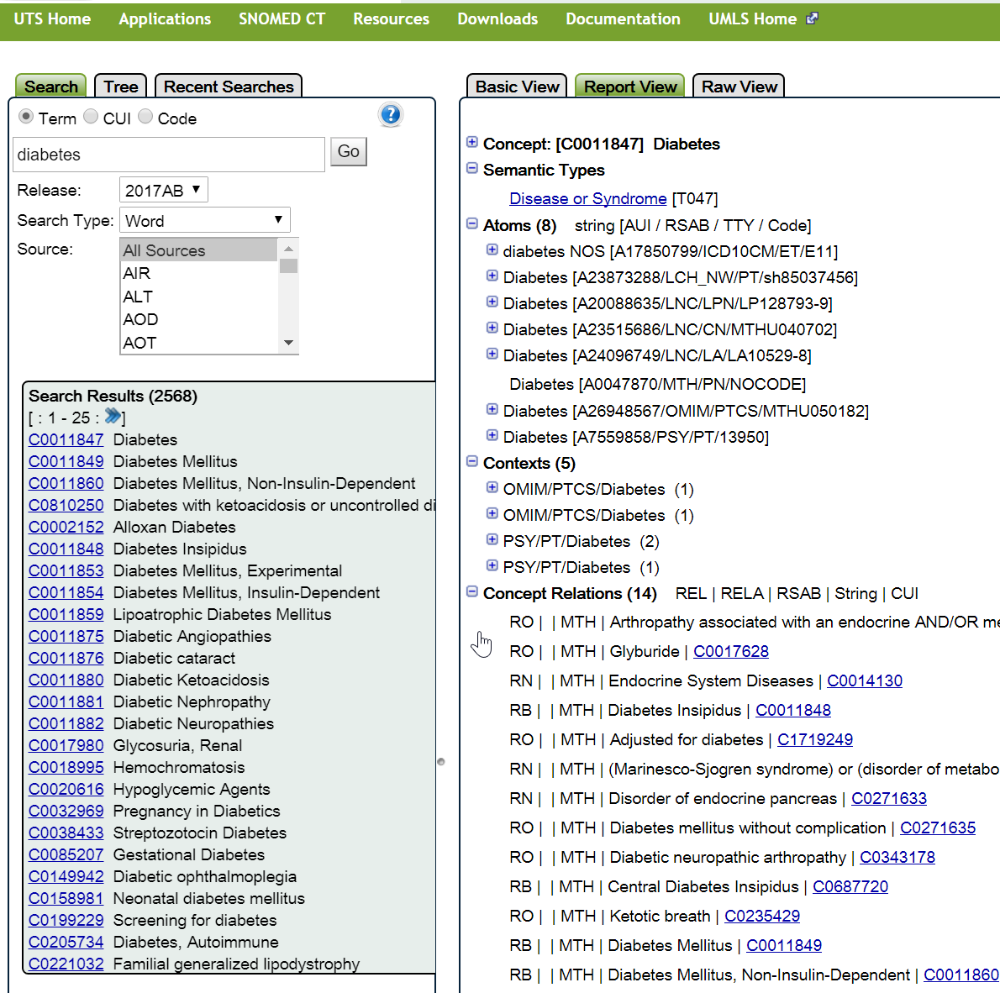 UTS Home Applications SNOMED CT Resources Downloads Documentation UMLS Home
Search Tree Recent Searches
Term CUI Code
diabetes Go
Release: 2017AB
Search Type: Word
Source: All Sources
AIR
ALT
AOD
AOT
Search Results (2568)
[ : 1 - 25 : ]
C0011847 Diabetes
C0011849 Diabetes Mellitus
C0011860 Diabetes Mellitus, Non-Insulin-Dependent
C0810250 Diabetes with ketoacidosis or uncontrolled di
C0002152 Alloxan Diabetes
C0011848 Diabetes Insipidus
C0011853 Diabetes Mellitus, Experimental
C0011854 Diabetes Mellitus, Insulin-Dependent
C0011859 Lipoatrophic Diabetes Mellitus
C0011875 Diabetic Angiopathies
C0011876 Diabetic cataract
C0011880 Diabetic Ketoacidosis
C0011881 Diabetic Nephropathy
C0011882 Diabetic Neuropathies
C0017980 Glycosuria, Renal
C0018995 Hemochromatosis
C0020616 Hypoglycemic Agents
C0032969 Pregnancy in Diabetics
C0038433 Streptozotocin Diabetes
C0085207 Gestational Diabetes
C0149942 Diabetic ophthalmoplegia
C0158981 Neonatal diabetes mellitus
C0199229 Screening for diabetes
C0205734 Diabetes, Autoimmune
C0221032 Familial generalized lipodystrophy
Basic View Report View Raw View
Concept: [C0011847] Diabetes
Semantic Types
Disease or Syndrome [T047]
Atoms (8) string [AUI / RSAB / TTY / Code]
diabetes NOS [A17850799/ICD10CM/ET/E11]
Diabetes [A23873288/LCH_NW/PT/sh85037456]
Diabetes [A20088635/LNC/LPN/LP128793-9]
Diabetes [A23515686/LNC/CN/MTHU040702]
Diabetes [A24096749/LNC/LA/LA10529-8]
Diabetes [A0047870/MTH/PN/NOCODE]
Diabetes [A26948567/OMIM/PTCS/MTHU050182]
Diabetes [A7559858/PSY/PT/13950]
Contexts (5)
OMIM/PTCS/Diabetes (1)
OMIM/PTCS/Diabetes (1)
PSY/PT/Diabetes (2)
PSY/PT/Diabetes (1)
Concept Relations (14) REL | RELA | RSAB | String | CUI
RO | | MTH | Arthropathy associated with an endocrine AND/OR me
RO | | MTH | Glyburide | C0017628
RN | | MTH | Endocrine System Diseases | C0014130
RB | | MTH | Diabetes Insipidus | C0011848
RO | | MTH | Adjusted for diabetes | C1719249
RN | | MTH | (Marinesco-Sjogren syndrome) or (disorder of metabo
RN | | MTH | Disorder of endocrine pancreas | C0271633
RO | | MTH | Diabetes mellitus without complication | C0271635
RO | | MTH | Diabetic neuropathic arthropathy | C0343178
RB | | MTH | Central Diabetes Insipidus | C0687720
RO | | MTH | Ketotic breath | C0235429
RB | | MTH | Diabetes Mellitus | C0011849
RB | | MTH | Diabetes Mellitus, Non-Insulin-Dependent | C0011860